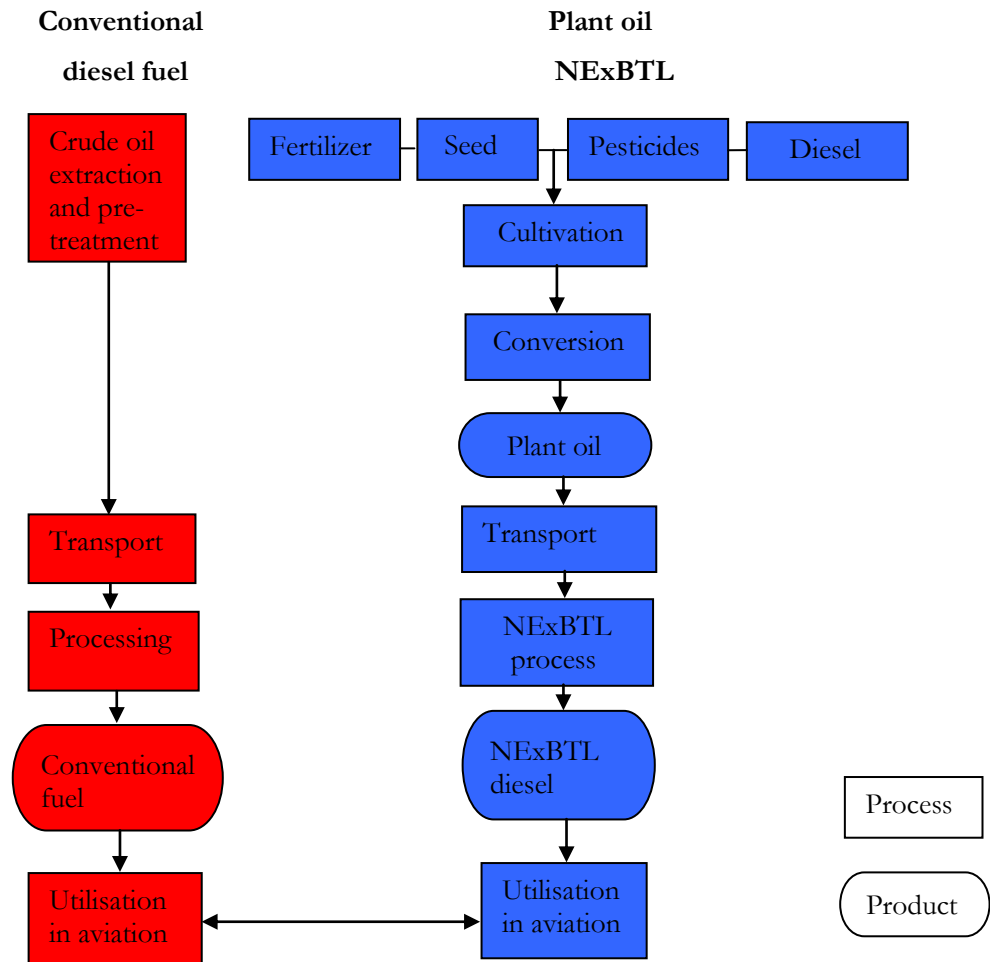 Conventional
diesel fuel
Plant oil
NExBTL
Crude oil
extraction
and pre-
treatment
Fertilizer
Seed
Pesticides
Diesel
Cultivation
Conversion
Plant oil
Transport
Transport
Processing
NExBTL
process
Conventional
fuel
NExBTL
diesel
Process
Utilisation
in aviation
Utilisation
in aviation
Product